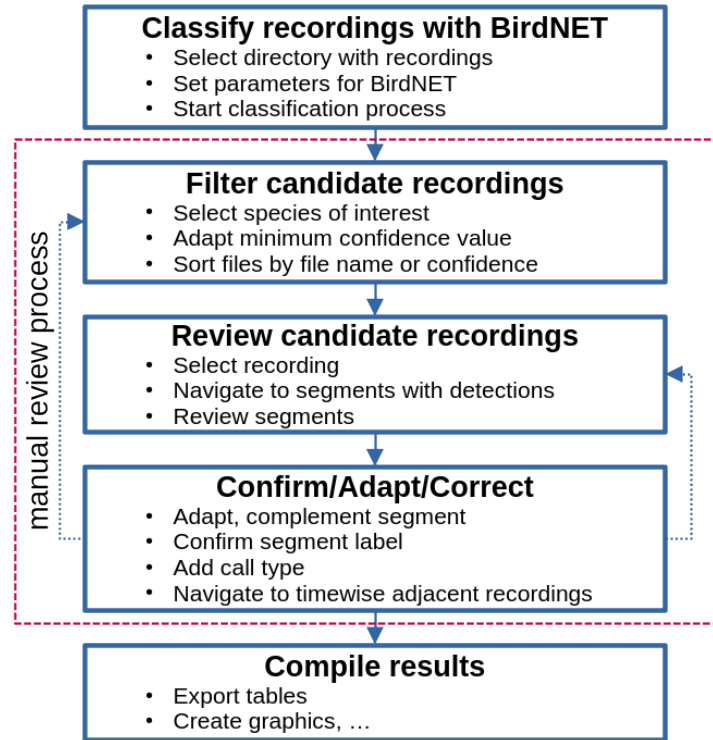 Classify recordings with BirdNET
• Select directory with recordings
• Set parameters for BirdNET
• Start classification process
manual review process
Filter candidate recordings
• Select species of interest
• Adapt minimum confidence value
• Sort files by file name or confidence
Review candidate recordings
• Select recording
• Navigate to segments with detections
• Review segments
Confirm/Adapt/Correct
• Adapt, complement segment
• Confirm segment label
• Add call type
• Navigate to timewise adjacent recordings
Compile results
• Export tables
• Create graphics, …